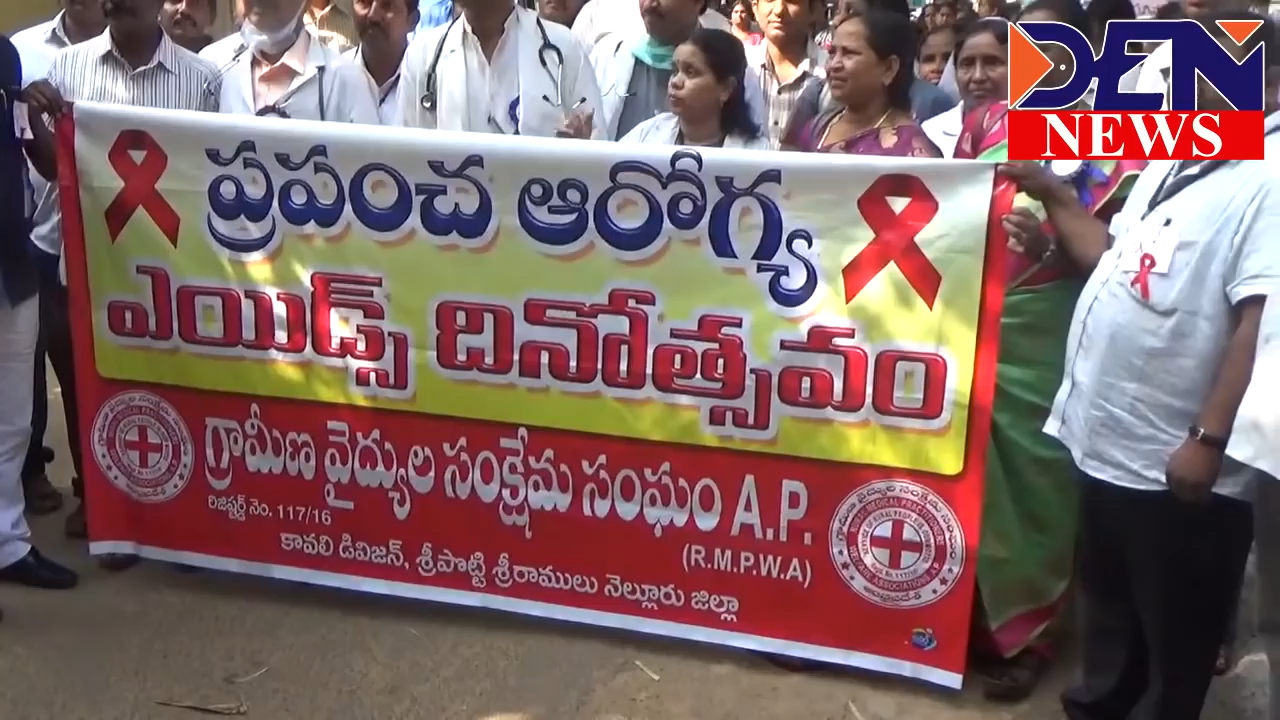 DEN
NEWS
ప్రపంచ ఆరోగ్య
ఎయిడ్స్ దినోత్సవం
గ్రామీణ వైద్యుల సంక్షేమ సంఘం A.P.
రిజిష్టర్డ్ నెం. 117/16
(R.M.P.W.A)
కావలి డివిజన్, శ్రీపొట్టి శ్రీరాములు నెల్లూరు జిల్లా